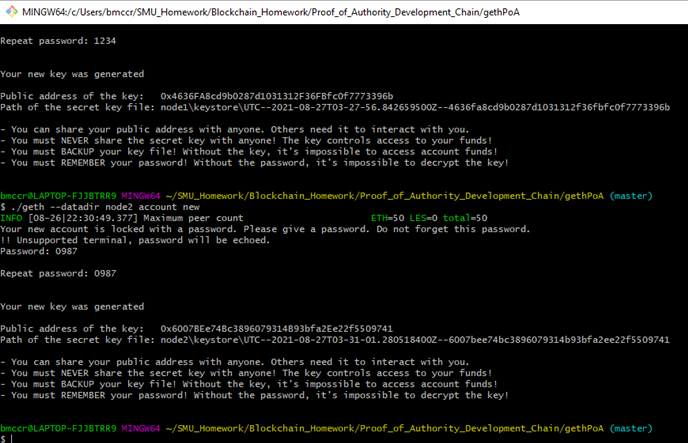 MINGW64:/c/Users/bmccr/SMU_Homework/Blockchain_Homework/Proof_of_Authority_Development_Chain/gethPoA
Repeat password: 1234
Your new key was generated
Public address of the key:   0x4636FA8cd9b0287d1031312F36FBfc0f7773396b
Path of the secret key file: node1\keystore\UTC--2021-08-27T03-27-56.842659500Z--4636fa8cd9b0287d1031312f36fbfc0f7773396b
- You can share your public address with anyone. Others need it to interact with you.
- You must NEVER share the secret key with anyone! The key controls access to your funds!
- You must BACKUP your key file! Without the key, it's impossible to access account funds!
- You must REMEMBER your password! Without the password, it's impossible to decrypt the key!
bmccr@LAPTOP-FJJBTRR9 MINGW64 ~/SMU_Homework/Blockchain_Homework/Proof_of_Authority_Development_Chain/gethPoA (master)
$ ./geth --datadir node2 account new
INFO [08-26|22:30:49.377] Maximum peer count                       ETH=50 LES=0 total=50
Your new account is locked with a password. Please give a password. Do not forget this password.
!! Unsupported terminal, password will be echoed.
Password: 0987
Repeat password: 0987
Your new key was generated
Public address of the key:   0x6007BEe74Bc3896079314B93bfa2Ee22f5509741
Path of the secret key file: node2\keystore\UTC--2021-08-27T03-31-01.280518400Z--6007bee74bc3896079314b93bfa2ee22f5509741
- You can share your public address with anyone. Others need it to interact with you.
- You must NEVER share the secret key with anyone! The key controls access to your funds!
- You must BACKUP your key file! Without the key, it's impossible to access account funds!
- You must REMEMBER your password! Without the password, it's impossible to decrypt the key!
bmccr@LAPTOP-FJJBTRR9 MINGW64 ~/SMU_Homework/Blockchain_Homework/Proof_of_Authority_Development_Chain/gethPoA (master)
$